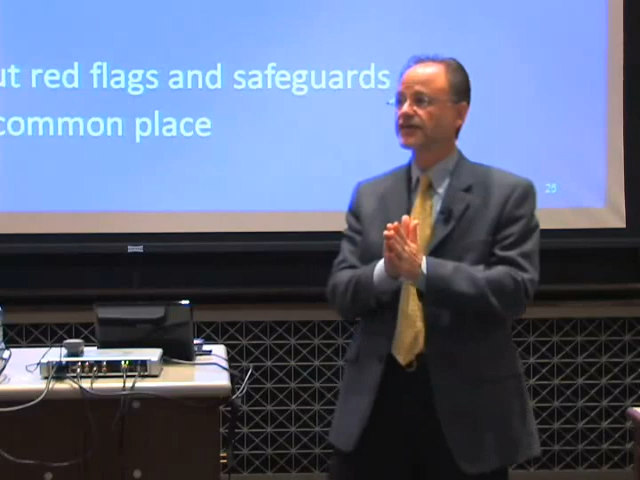 ut red flags and safeguards
common place
25